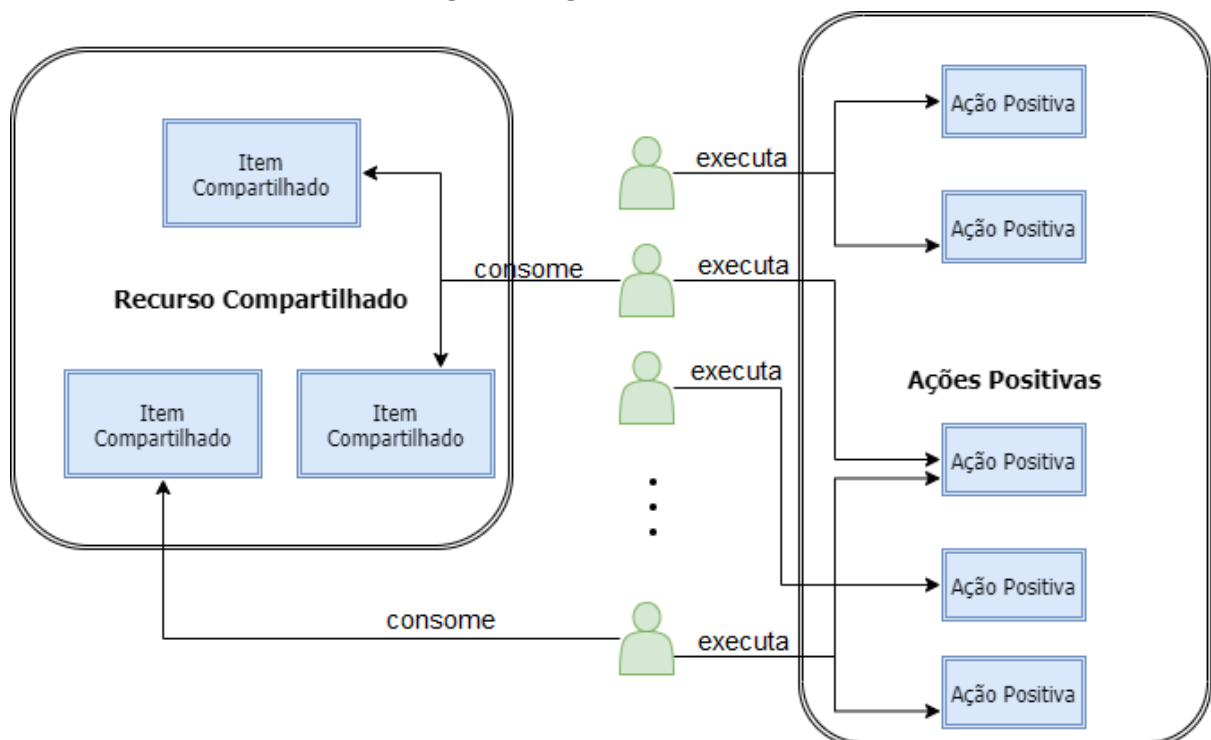 Ação Positiva
executa
Item
Compartilhado
Ação Positiva
consome
executa
Recurso Compartilhado
executa
Ações Positivas
Item
Compartilhado
Item
Compartilhado
Ação Positiva
Ação Positiva
consome
executa
Ação Positiva